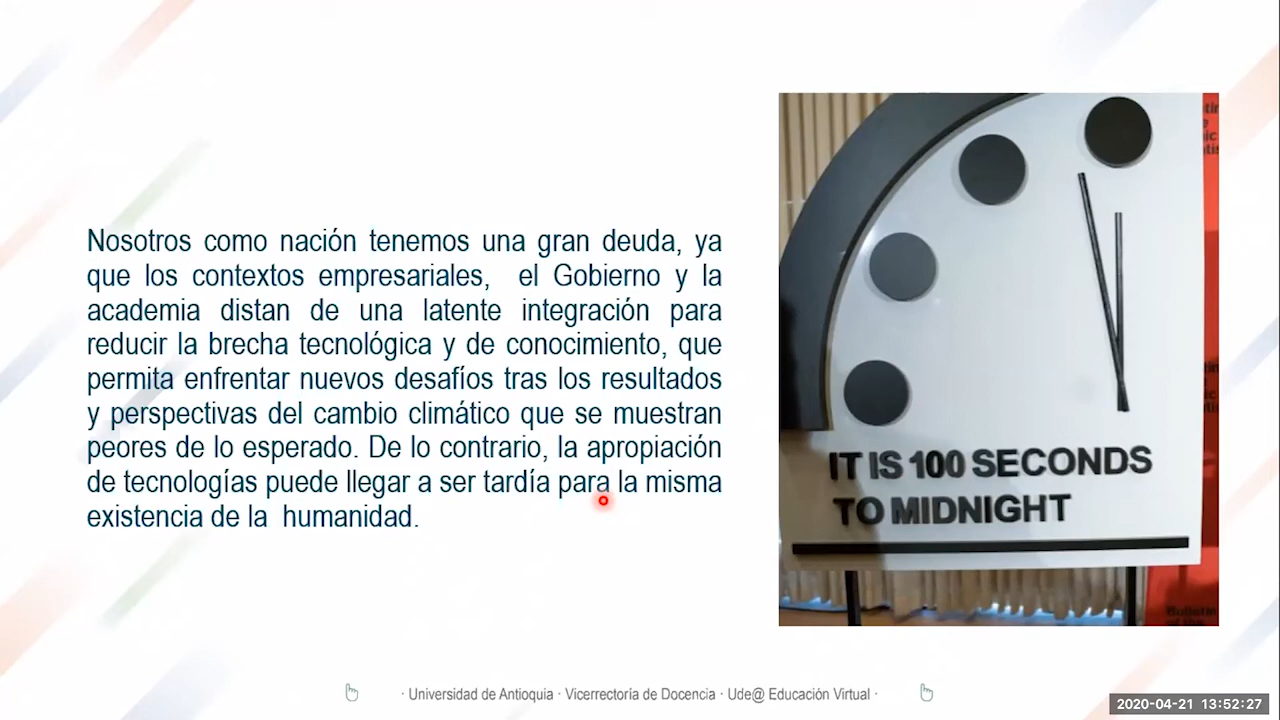 Nosotros como nación tenemos una gran deuda, ya
que los contextos empresariales, el Gobierno y la
academia distan de una latente integración para
reducir la brecha tecnológica y de conocimiento, que
permita enfrentar nuevos desafíos tras los resultados
y perspectivas del cambio climático que se muestran
peores de lo esperado. De lo contrario, la apropiación
de tecnologías puede llegar a ser tardía para la misma
existencia de la humanidad.
IT IS 100 SECONDS
TO MIDNIGHT
· Universidad de Antioquia · Vicerrectoría de Docencia · Ude@ Educación Virtual ·
2020-04-21 13:52:27